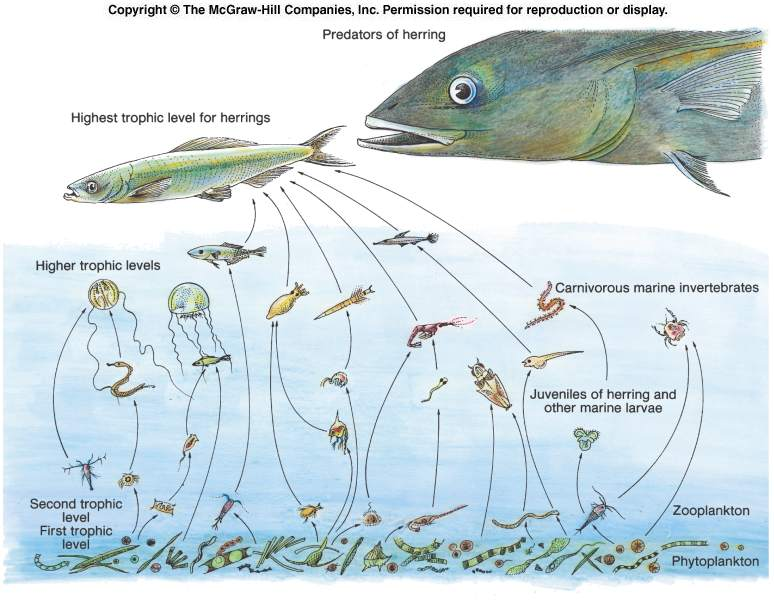 Copyright © The McGraw-Hill Companies, Inc. Permission required for reproduction or display.
Predators of herring
Highest trophic level for herrings
Higher trophic levels
Carnivorous marine invertebrates
Juveniles of herring and
other marine larvae
Second trophic
level
First trophic
level
Zooplankton
Phytoplankton